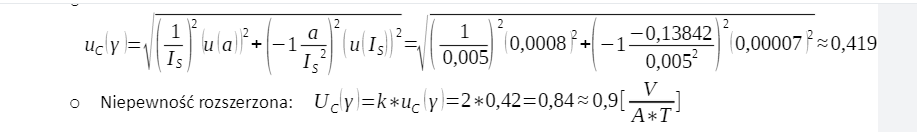 u_C(γ)=√((1/I_S)²(u(a))²+(−1 a/I_S²)²(u(I_S))²)=√((1/0,005)²(0,0008)²+(−1 −0,13842/0,005²)²(0,00007)²)≈0,419
○ Niepewność rozszerzona: U_C(γ)=k∗u_C(γ)=2∗0,42=0,84≈0,9[V/A∗T]